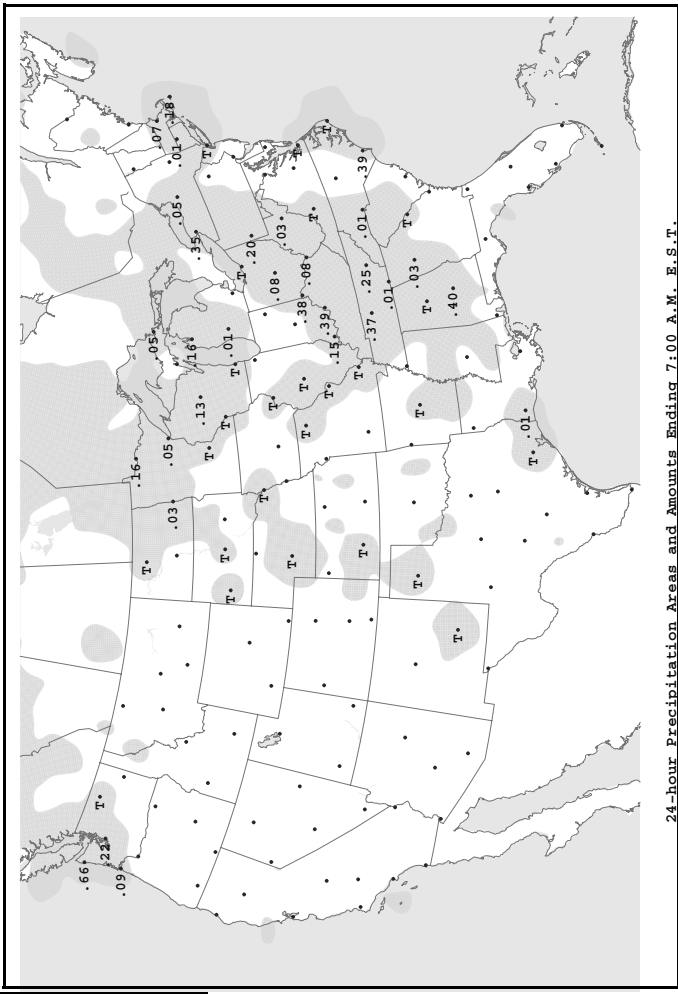 .66
T
.22
.09
.16
T
.05
.07
.05
.18
.03
.01
.05
.16
.35
.13
T
T
T
T
.01
T
T
T
.20
T
T
.08
.03
T
T
.38
T
T
.08
T
.39
T
T
.15
T
.39
.01
T
.25
.37
.01
T
.03
T
T
T
.40
T
.01
T
24-hour Precipitation Areas and Amounts Ending 7:00 A.M. E.S.T.